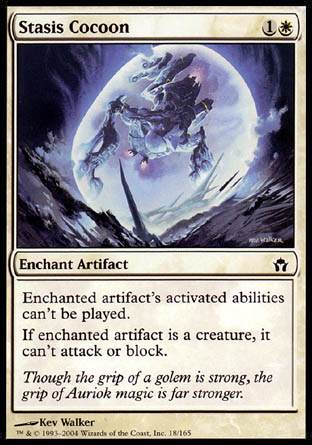 Stasis Cocoon 1
KEV WALKER
Enchant Artifact
Enchanted artifact's activated abilities
can't be played.
If enchanted artifact is a creature, it
can't attack or block.
Though the grip of a golem is strong, the
grip of Auriok magic is far stronger.
Kev Walker
™ & © 1993–2004 Wizards of the Coast, Inc. 18/165